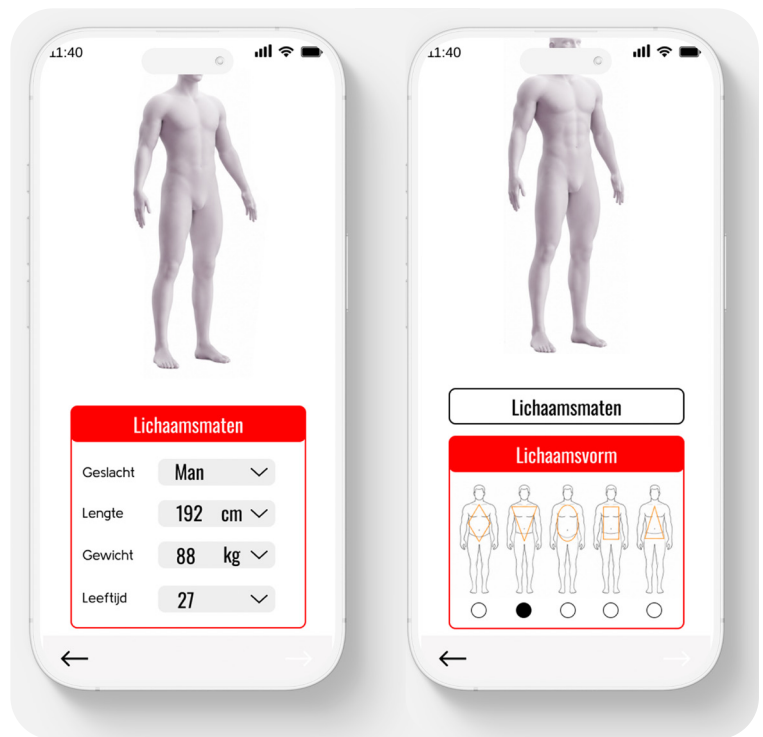 11:40
Lichaamsmaten
Geslacht Man
Lengte 192 cm
Gewicht 88 kg
Leeftijd 27
11:40
Lichaamsmaten
Lichaamsvorm